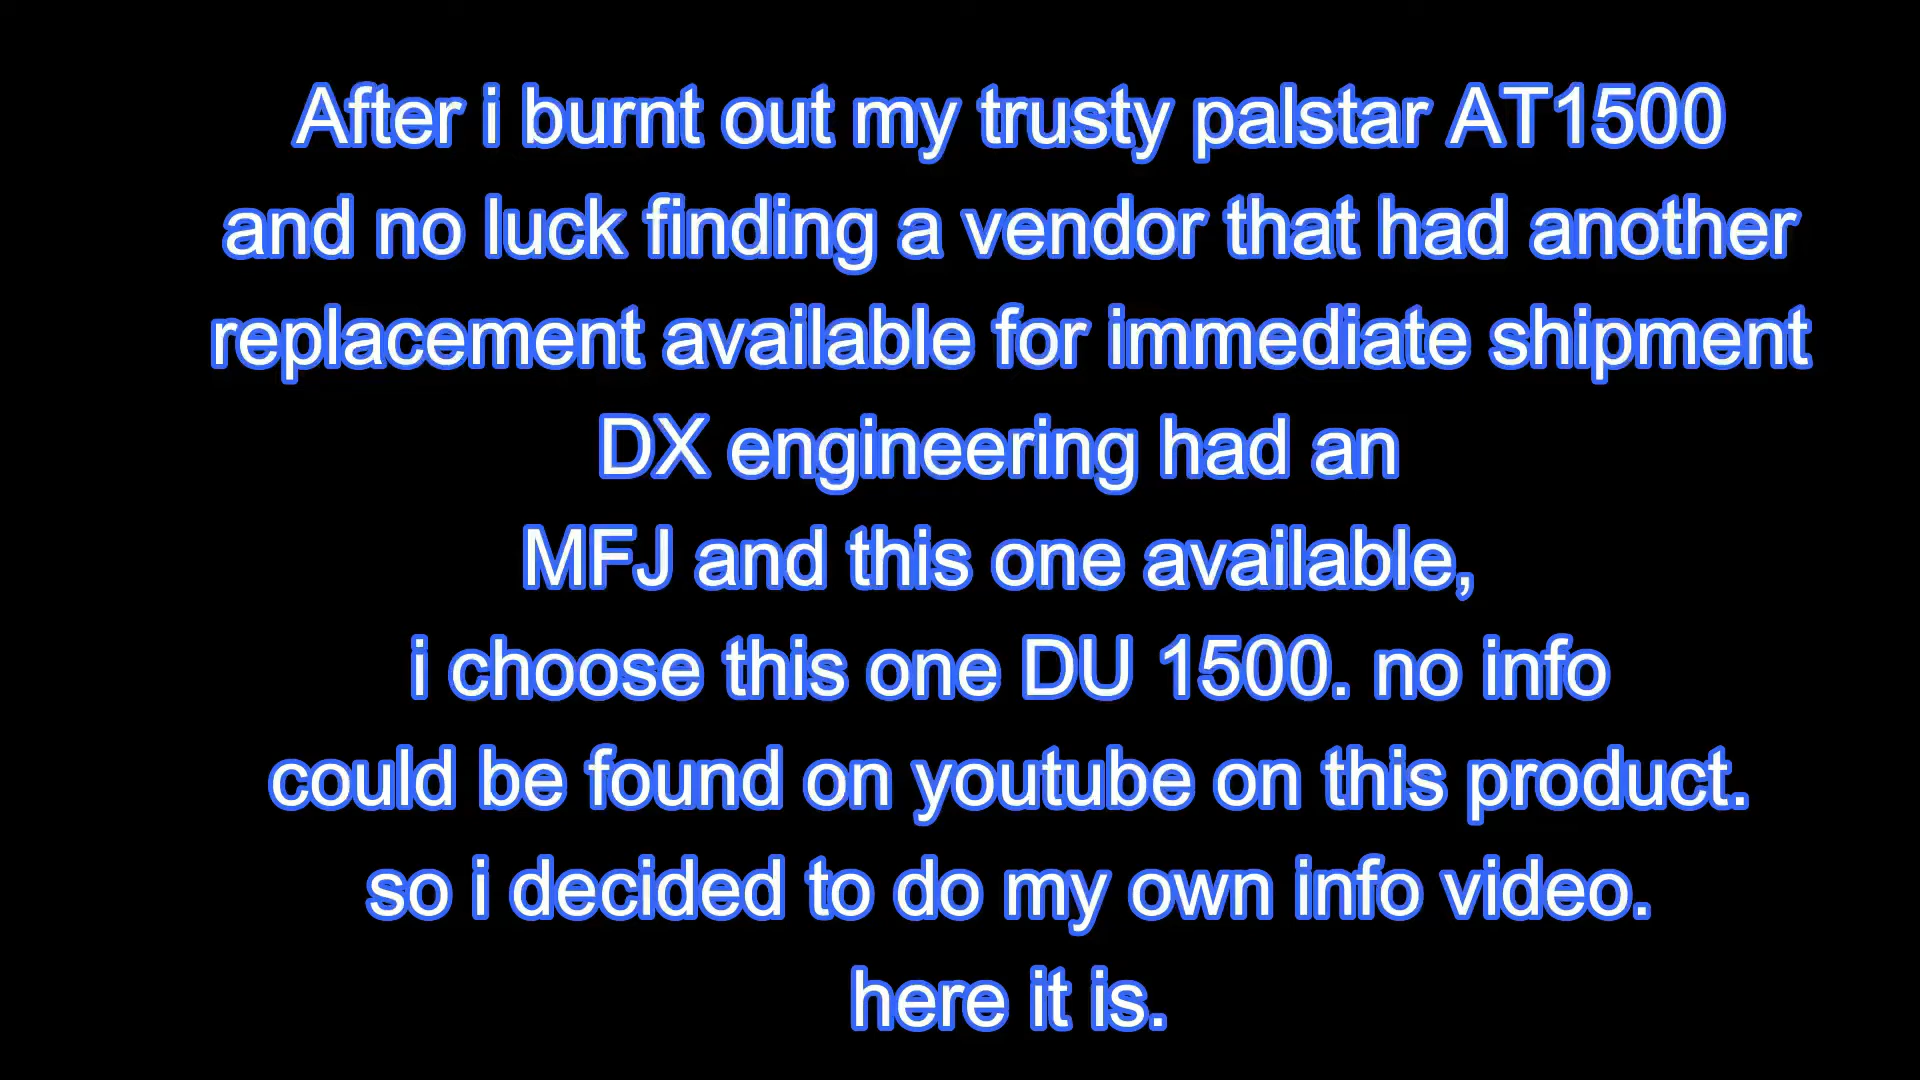 After i burnt out my trusty palstar AT1500
and no luck finding a vendor that had another
replacement available for immediate shipment
DX engineering had an
MFJ and this one available,
i choose this one DU 1500. no info
could be found on youtube on this product.
so i decided to do my own info video.
here it is.